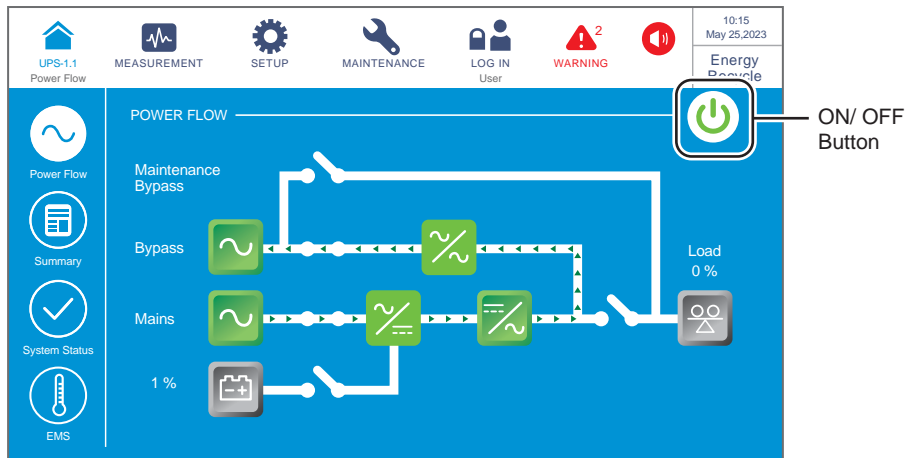 UPS-1.1
Power Flow
MEASUREMENT
SETUP
MAINTENANCE
LOG IN
User
WARNING
2
10:15
May 25,2023
Energy
Recycle
POWER FLOW
ON/ OFF
Button
Power Flow
Summary
System Status
EMS
Maintenance
Bypass
Bypass
Mains
1 %
Load
0 %